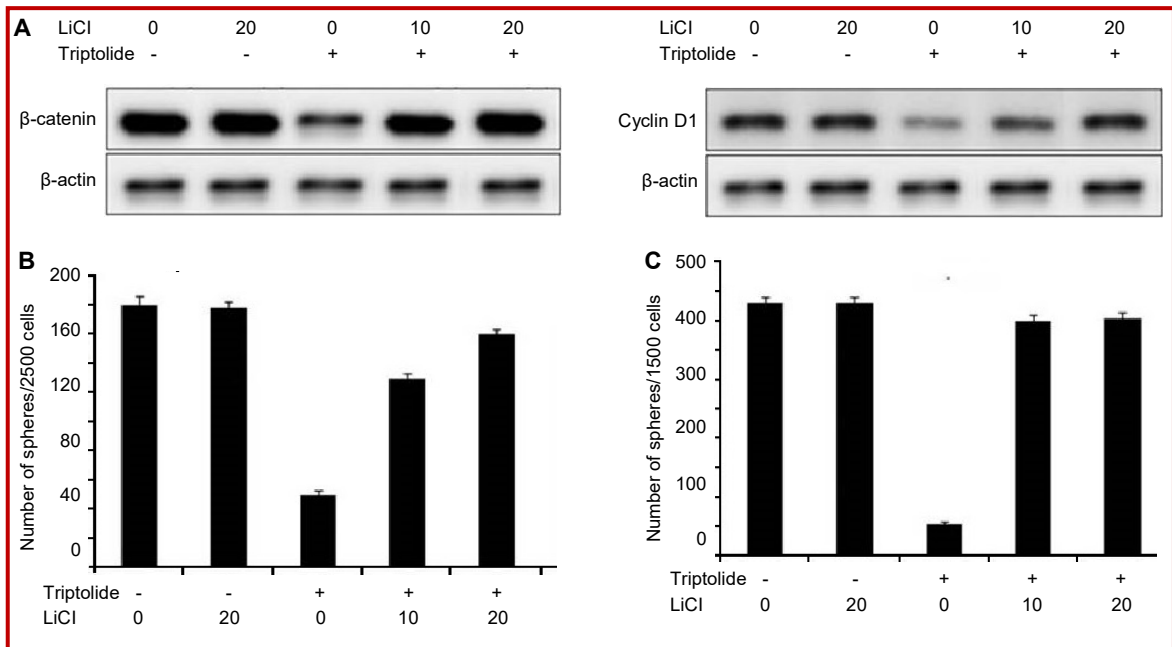 A
LiCl 0 20 0 10 20
Triptolide - - + + +
β-catenin
β-actin
LiCl 0 20 0 10 20
Triptolide - - + + +
Cyclin D1
β-actin
B
Number of spheres/2500 cells
200
160
120
80
40
0
Triptolide - - + + +
LiCl 0 20 0 10 20
C
Number of spheres/1500 cells
500
400
300
200
100
0
Triptolide - - + + +
LiCl 0 20 0 10 20